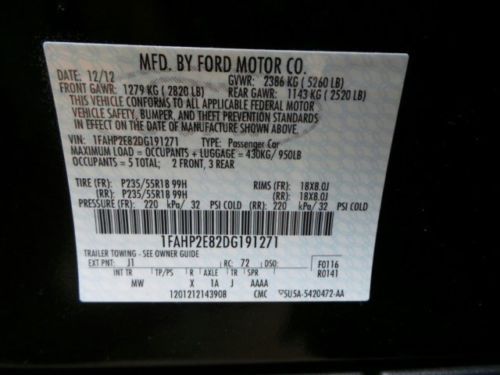 MFD. BY FORD MOTOR CO.
DATE: 12/12 GVWR: 2386 KG ( 5260 LB)
FRONT GAWR: 1279 KG ( 2820 LB) REAR GAWR: 1143 KG ( 2520 LB)
THIS VEHICLE CONFORMS TO ALL APPLICABLE FEDERAL MOTOR
VEHICLE SAFETY, BUMPER, AND THEFT PREVENTION STANDARDS
IN EFFECT ON THE DATE OF MANUFACTURE SHOWN ABOVE.
VIN: 1FAHP2E82DG191271 TYPE: Passenger Car
MAXIMUM LOAD = OCCUPANTS + LUGGAGE = 430KG/ 950LB
OCCUPANTS = 5 TOTAL; 2 FRONT, 3 REAR
TIRE (FR): P235/55R18 99H RIMS (FR): 18X8.0J
(RR): P235/55R18 99H (RR): 18X8.0J
PRESSURE (FR): 220 kPa/ 32 PSI COLD (RR): 220 kPa/ 32 PSI COLD
1FAHP2E82DG191271
TRAILER TOWING - SEE OWNER GUIDE
EXT PNT: J1 RC: 72 DSO: F0116
INT TR TP/PS R AXLE TR SPR R0141
MW X 1A J AAAA
1201212143908 CMC 5U5A-5420472-AA